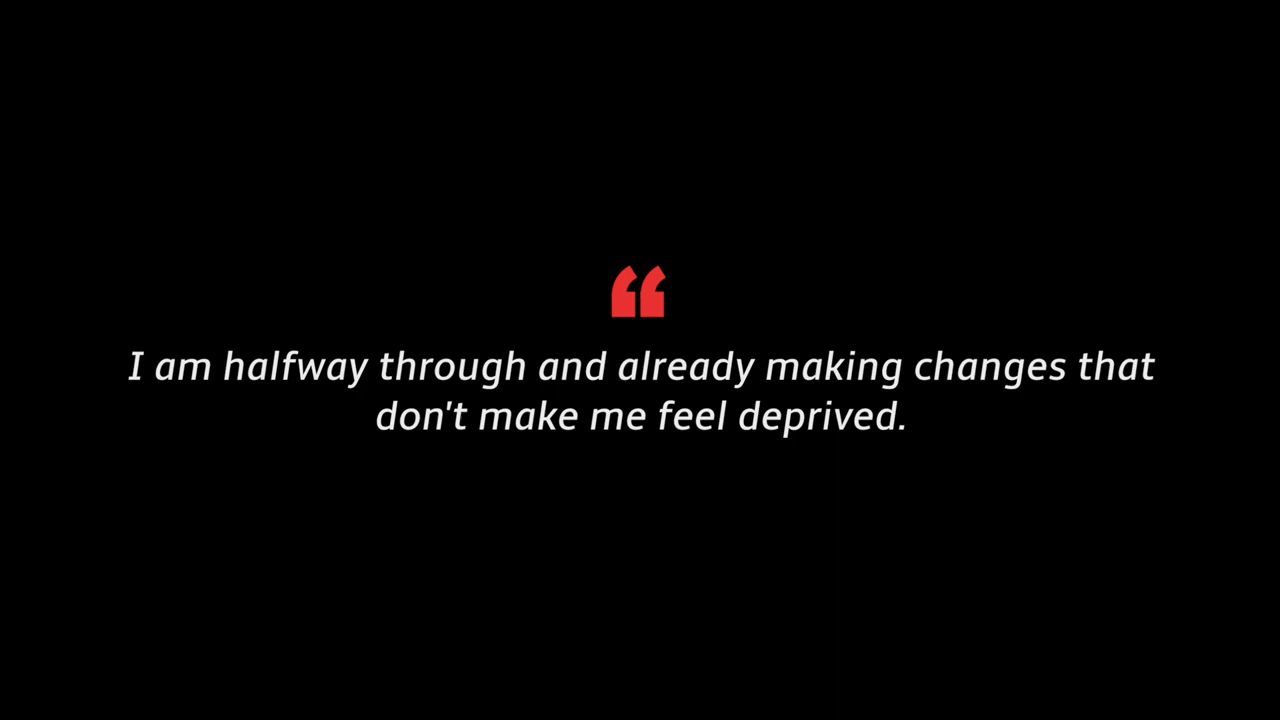 “
I am halfway through and already making changes that
don't make me feel deprived.